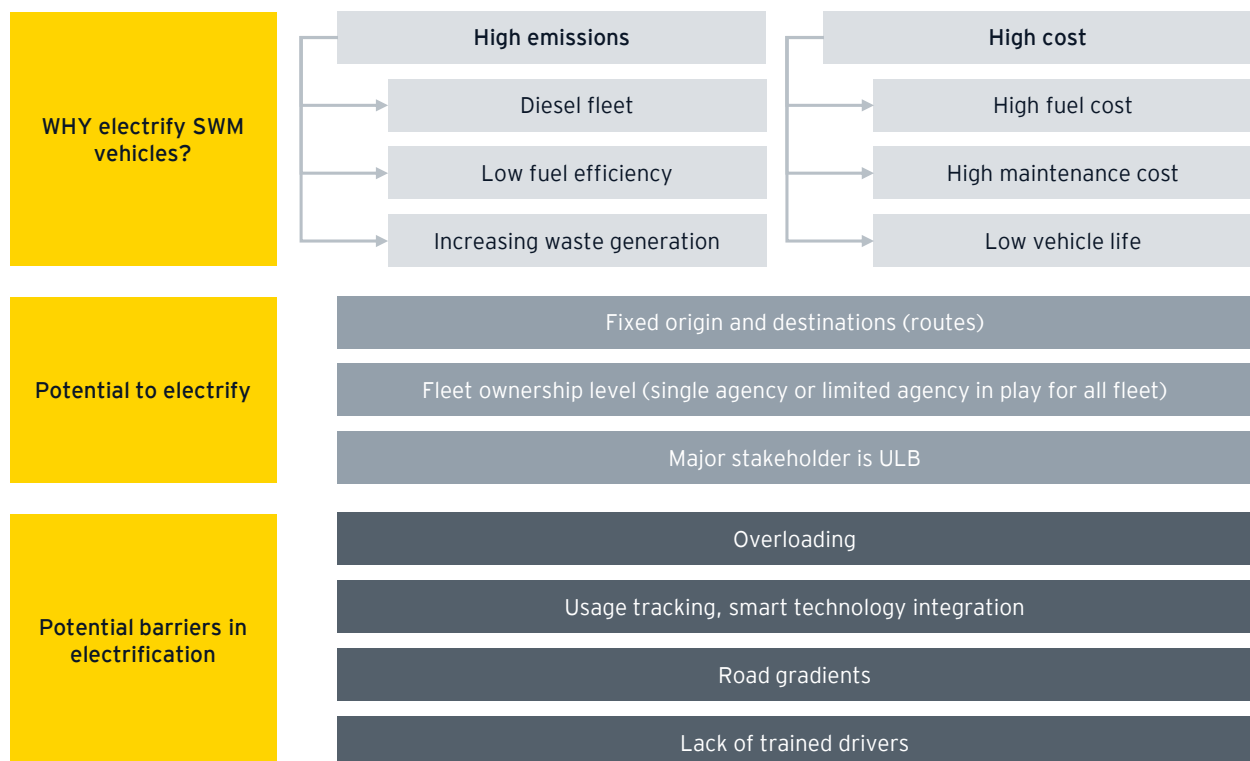 WHY electrify SWM
vehicles?
High emissions
Diesel fleet
Low fuel efficiency
Increasing waste generation
High cost
High fuel cost
High maintenance cost
Low vehicle life
Potential to electrify
Fixed origin and destinations (routes)
Fleet ownership level (single agency or limited agency in play for all fleet)
Major stakeholder is ULB
Potential barriers in
electrification
Overloading
Usage tracking, smart technology integration
Road gradients
Lack of trained drivers